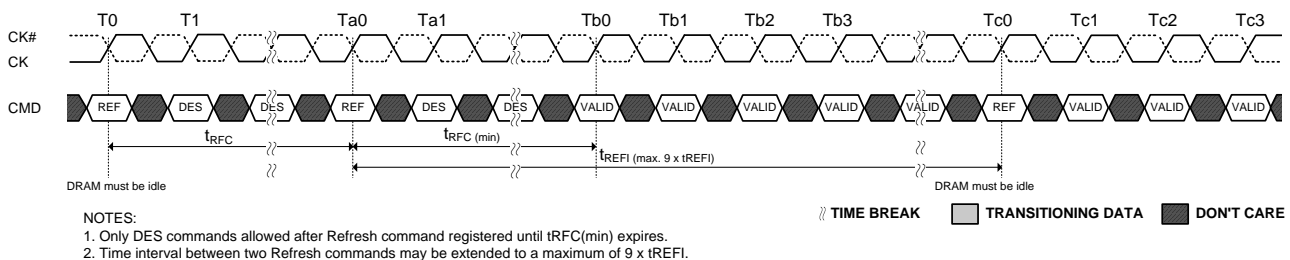 T0 T1 Ta0 Ta1 Tb0 Tb1 Tb2 Tb3 Tc0 Tc1 Tc2 Tc3
CK#
CK
CMD REF DES DES REF DES DES VALID VALID VALID VALID VALID REF VALID VALID VALID
tRFC tRFC (min)
tREFI (max. 9 x tREFI)
DRAM must be idle DRAM must be idle
TIME BREAK TRANSITIONING DATA DON'T CARE
NOTES:
1. Only DES commands allowed after Refresh command registered until tRFC(min) expires.
2. Time interval between two Refresh commands may be extended to a maximum of 9 x tREFI.